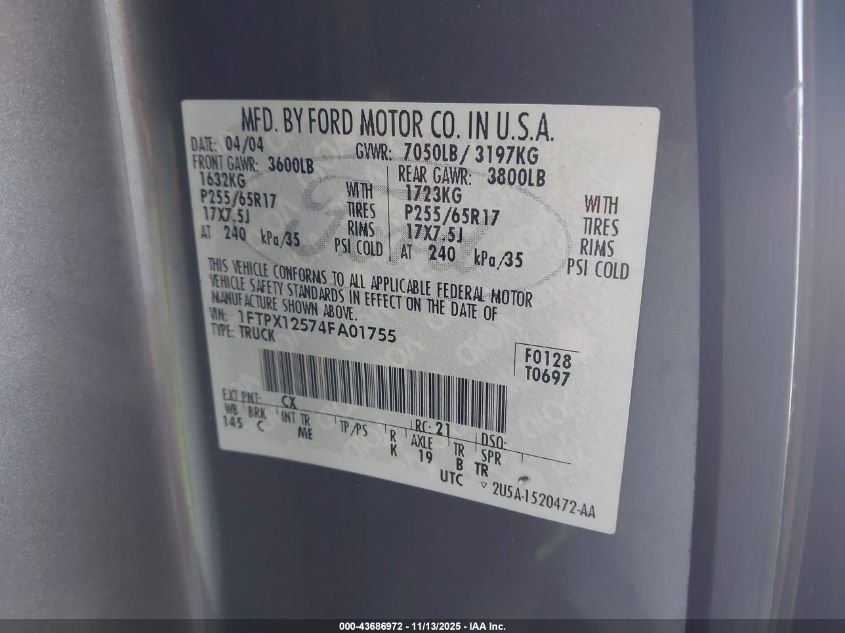 MFD. BY FORD MOTOR CO. IN U.S.A.
DATE: 04/04 GVWR: 7050LB/ 3197KG
FRONT GAWR: 3600LB REAR GAWR: 3800LB
1632KG WITH 1723KG WITH
P255/65R17 TIRES P255/65R17 TIRES
17X7.5J RIMS 17X7.5J RIMS
AT 240 kPa/35 PSI COLD AT 240 kPa/35 PSI COLD
THIS VEHICLE CONFORMS TO ALL APPLICABLE FEDERAL MOTOR
VEHICLE SAFETY STANDARDS IN EFFECT ON THE DATE OF
MANUFACTURE SHOWN ABOVE.
VIN: 1FTPX12574FA01755
TYPE: TRUCK
F0128
T0697
EXT PNT: CX RC: 21 DSO:
WB BRK INT TR TP/PS R AXLE TR SPR
145 C ME K 19 B TR
UTC ▽ 2U5A-1520472-AA
000-43686972 - 11/13/2025 - IAA Inc.